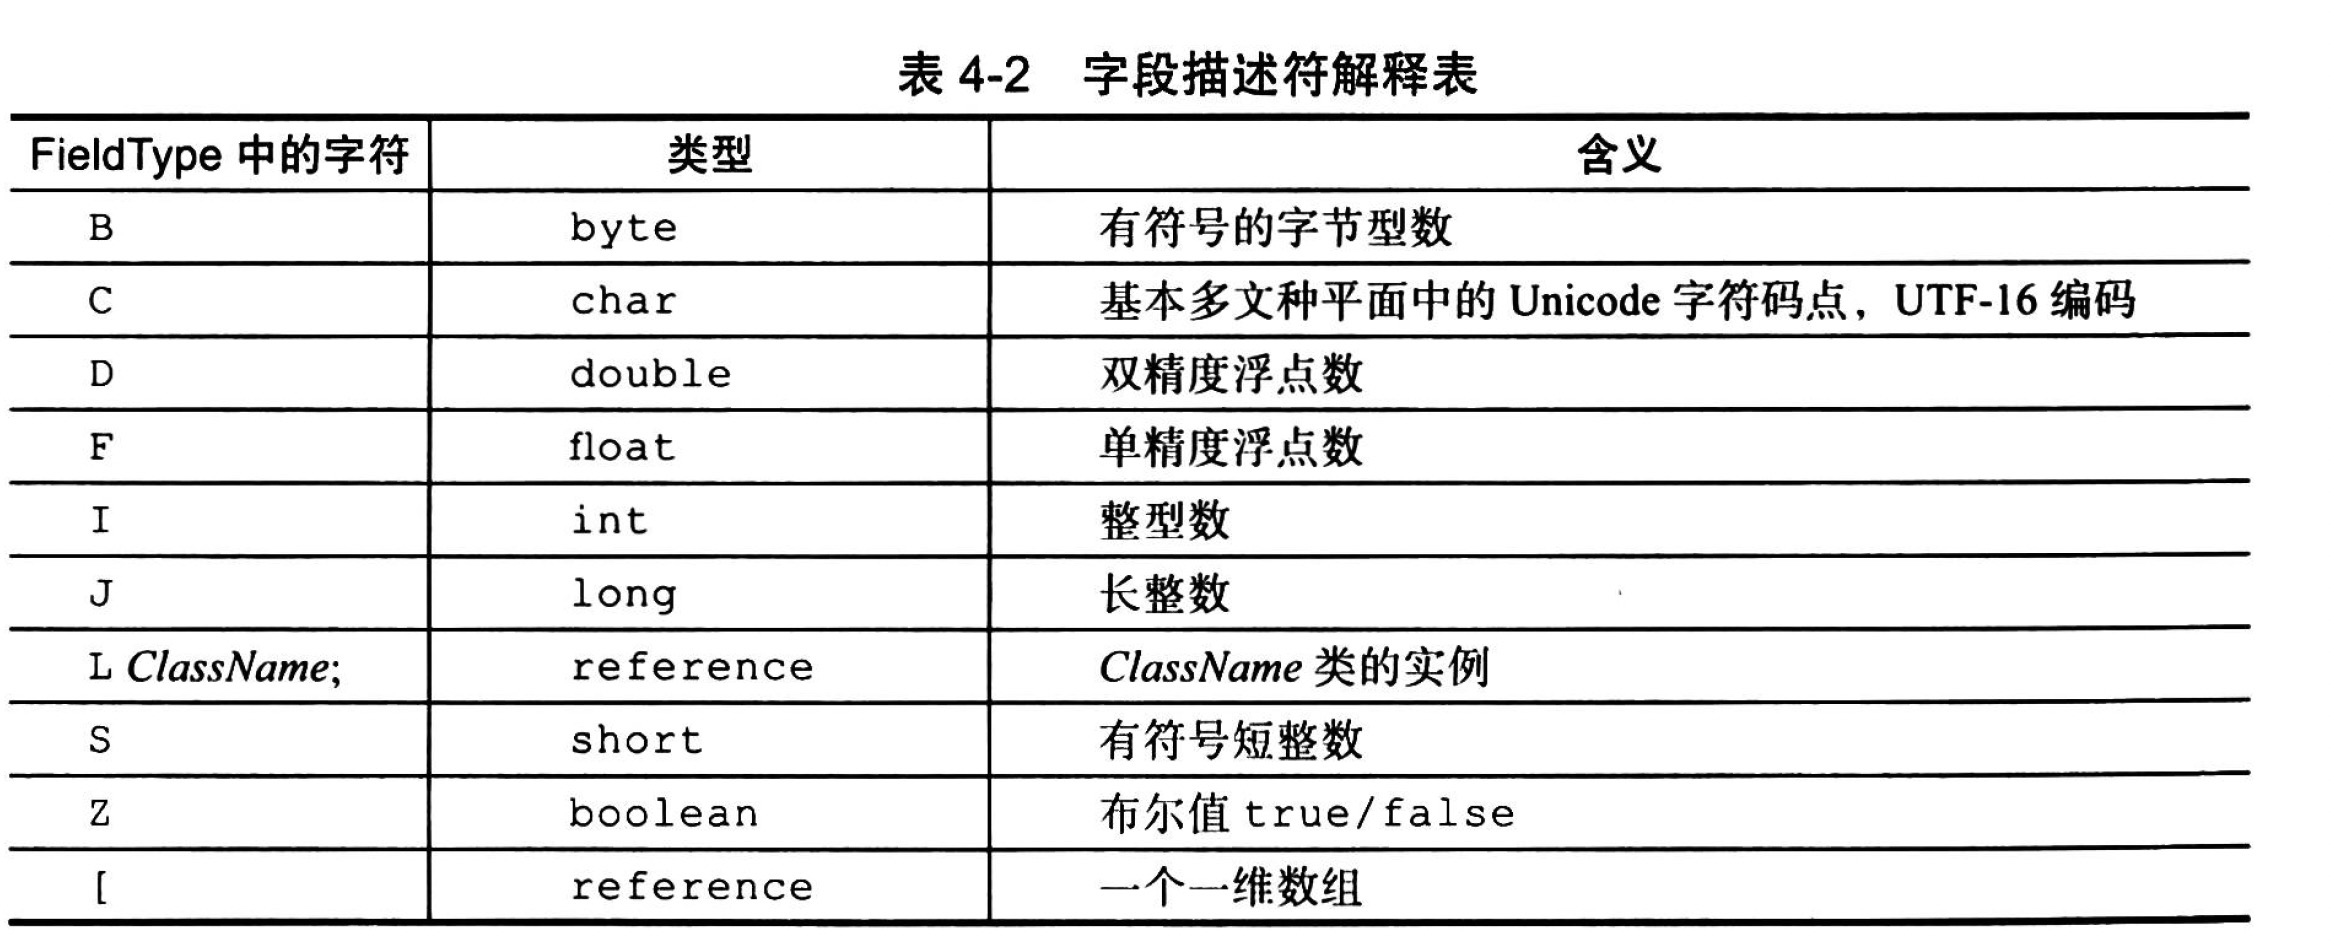 表 4-2 字段描述符解释表
FieldType 中的字符 类型 含义
B byte 有符号的字节型数
C char 基本多文种平面中的 Unicode 字符码点，UTF-16 编码
D double 双精度浮点数
F float 单精度浮点数
I int 整型数
J long 长整数
L ClassName; reference ClassName 类的实例
S short 有符号短整数
Z boolean 布尔值 true/false
[ reference 一个一维数组